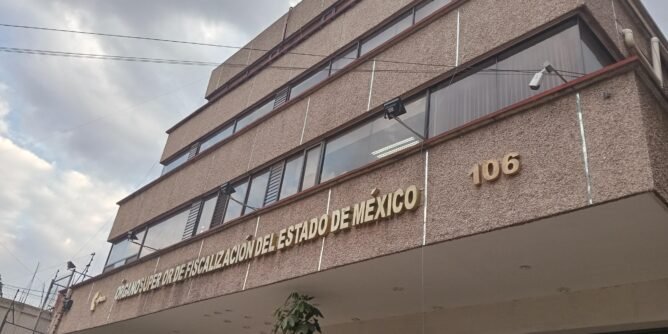 106
ÓRGANO SUPER OR DE FISCALIZACIÓN DEL ESTADO DE MÉXICO